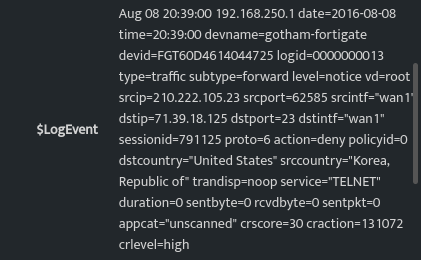 Aug 08 20:39:00 192.168.250.1 date=2016-08-08
time=20:39:00 devname=gotham-fortigate
devid=FGT60D4614044725 logid=0000000013
type=traffic subtype=forward level=notice vd=root
srcip=210.222.105.23 srcport=62585 srcintf="wan1"
dstip=71.39.18.125 dstport=23 dstintf="wan1"
$LogEvent
sessionid=791125 proto=6 action=deny policyid=0
dstcountry="United States" srccountry="Korea,
Republic of" trandisp=noop service="TELNET"
duration=0 sentbyte=0 rcvdbyte=0 sentpkt=0
appcat="unscanned" crscore=30 craction=131072
crlevel=high